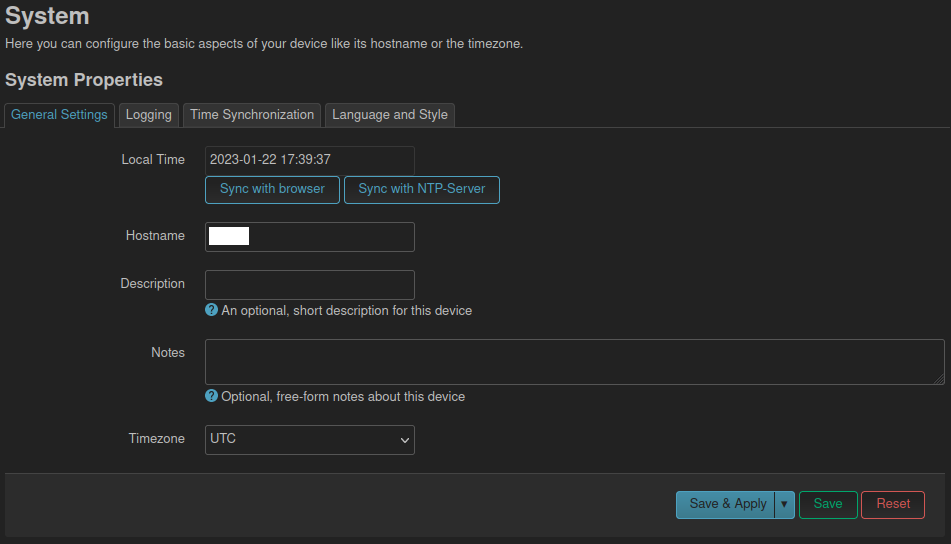 System
Here you can configure the basic aspects of your device like its hostname or the timezone.
System Properties
General Settings Logging Time Synchronization Language and Style
Local Time 2023-01-22 17:39:37
Sync with browser Sync with NTP-Server
Hostname
Description
? An optional, short description for this device
Notes
? Optional, free-form notes about this device
Timezone UTC
Save & Apply ▾ Save Reset